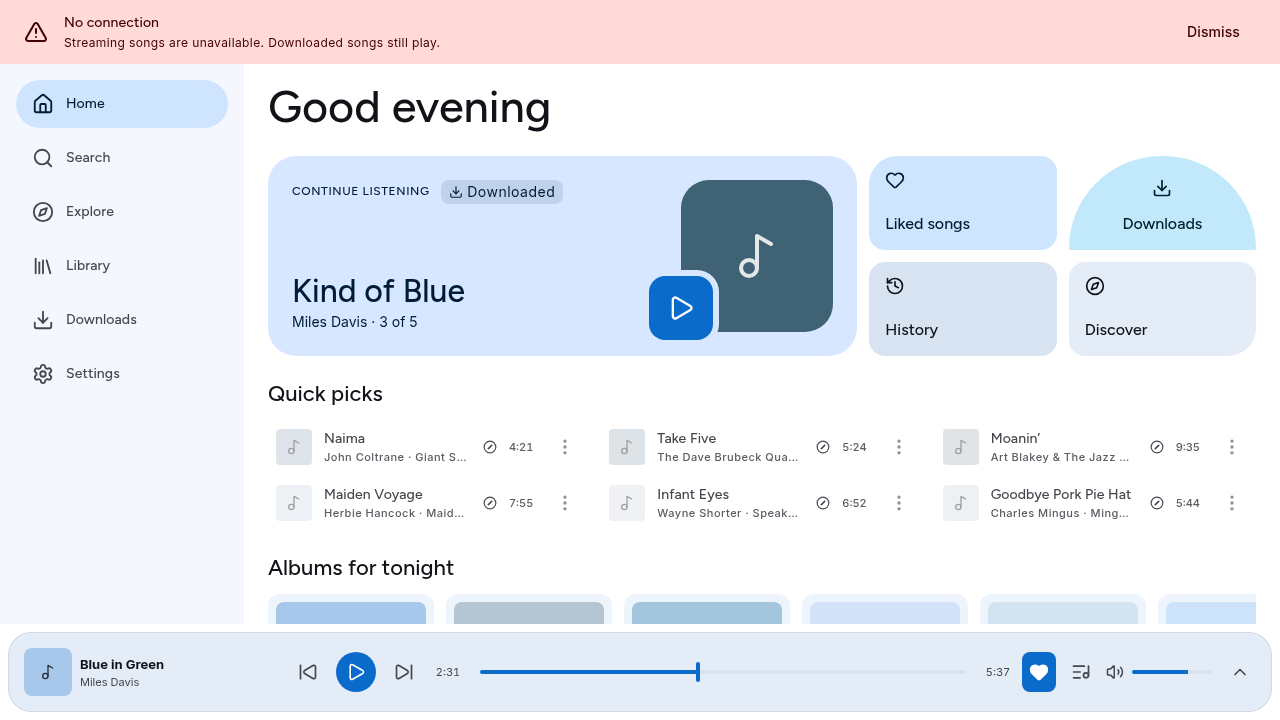 No connection
Streaming songs are unavailable. Downloaded songs still play.
Dismiss
Home
Search
Explore
Library
Downloads
Settings
Good evening
CONTINUE LISTENING
Downloaded
Kind of Blue
Miles Davis · 3 of 5
Liked songs
Downloads
History
Discover
Quick picks
Naima
John Coltrane · Giant S...
4:21
Take Five
The Dave Brubeck Qua...
5:24
Moanin’
Art Blakey & The Jazz ...
9:35
Maiden Voyage
Herbie Hancock · Maid...
7:55
Infant Eyes
Wayne Shorter · Speak...
6:52
Goodbye Pork Pie Hat
Charles Mingus · Ming...
5:44
Albums for tonight
Blue in Green
Miles Davis
2:31
5:37